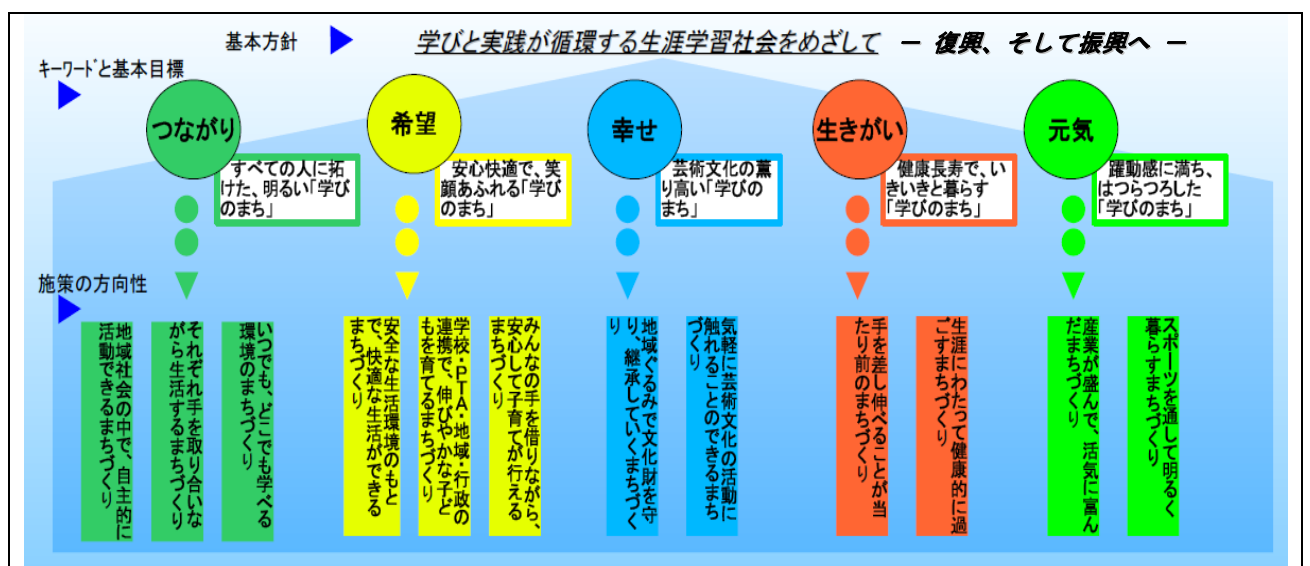 基本方針
学びと実践が循環する生涯学習社会をめざして － 復興、そして振興へ －
キーワードと基本目標
つながり
すべての人に拓
けた、明るい「学び
のまち」
希望
安心快適で、笑
顔あふれる「学び
のまち」
幸せ
芸術文化の薫
り高い「学びの
まち」
生きがい
健康長寿で、い
きいきと暮らす
「学びのまち」
元気
躍動感に満ち、
はつらつろした
「学びのまち」
施策の方向性
いつでも、どこでも学べる
環境のまちづくり
それぞれ手を取り合いな
がら生活するまちづくり
地域社会の中で、自主的に
活動できるまちづくり
みんなの手を借りながら、
安心して子育てが行える
まちづくり
学校・PTA・地域・行政の
連携で、伸びやかな子ど
もを育てるまちづくり
安全な生活環境のもと
で、快適な生活ができる
まちづくり
気軽に芸術文化の活動に
触れることのできるまち
づくり
地域ぐるみで文化財を守
り、継承していくまちづく
り
生涯にわたって健康的に過
ごすまちづくり
手を差し伸べることが当
たり前のまちづくり
スポーツを通して明るく
暮らすまちづくり
産業が盛んで、活気に富ん
だまちづくり